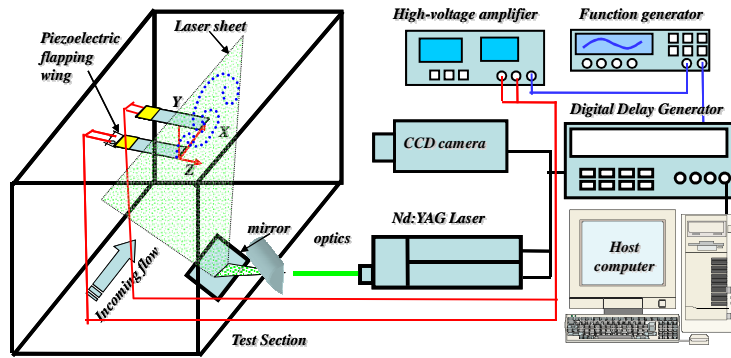 High-voltage amplifier
Function generator
Laser sheet
Piezoelectric
flapping
wing
Y
X
Z
Digital Delay Generator
CCD camera
Nd:YAG Laser
mirror
optics
Host
computer
Incoming flow
Test Section